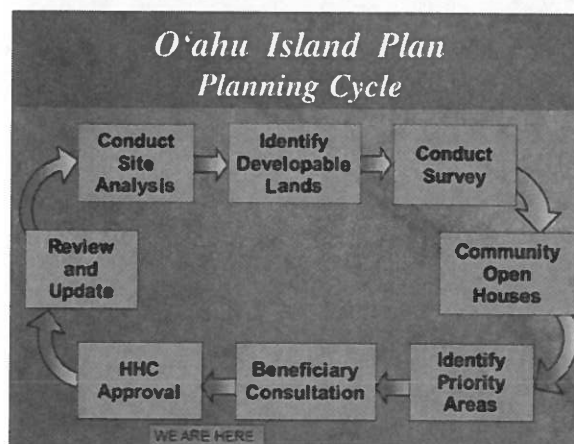 O‘ahu Island Plan
Planning Cycle
Conduct
Site
Analysis
Identify
Developable
Lands
Conduct
Survey
Community
Open
Houses
Identify
Priority
Areas
Beneficiary
Consultation
HHC
Approval
Review
and
Update
WE ARE HERE